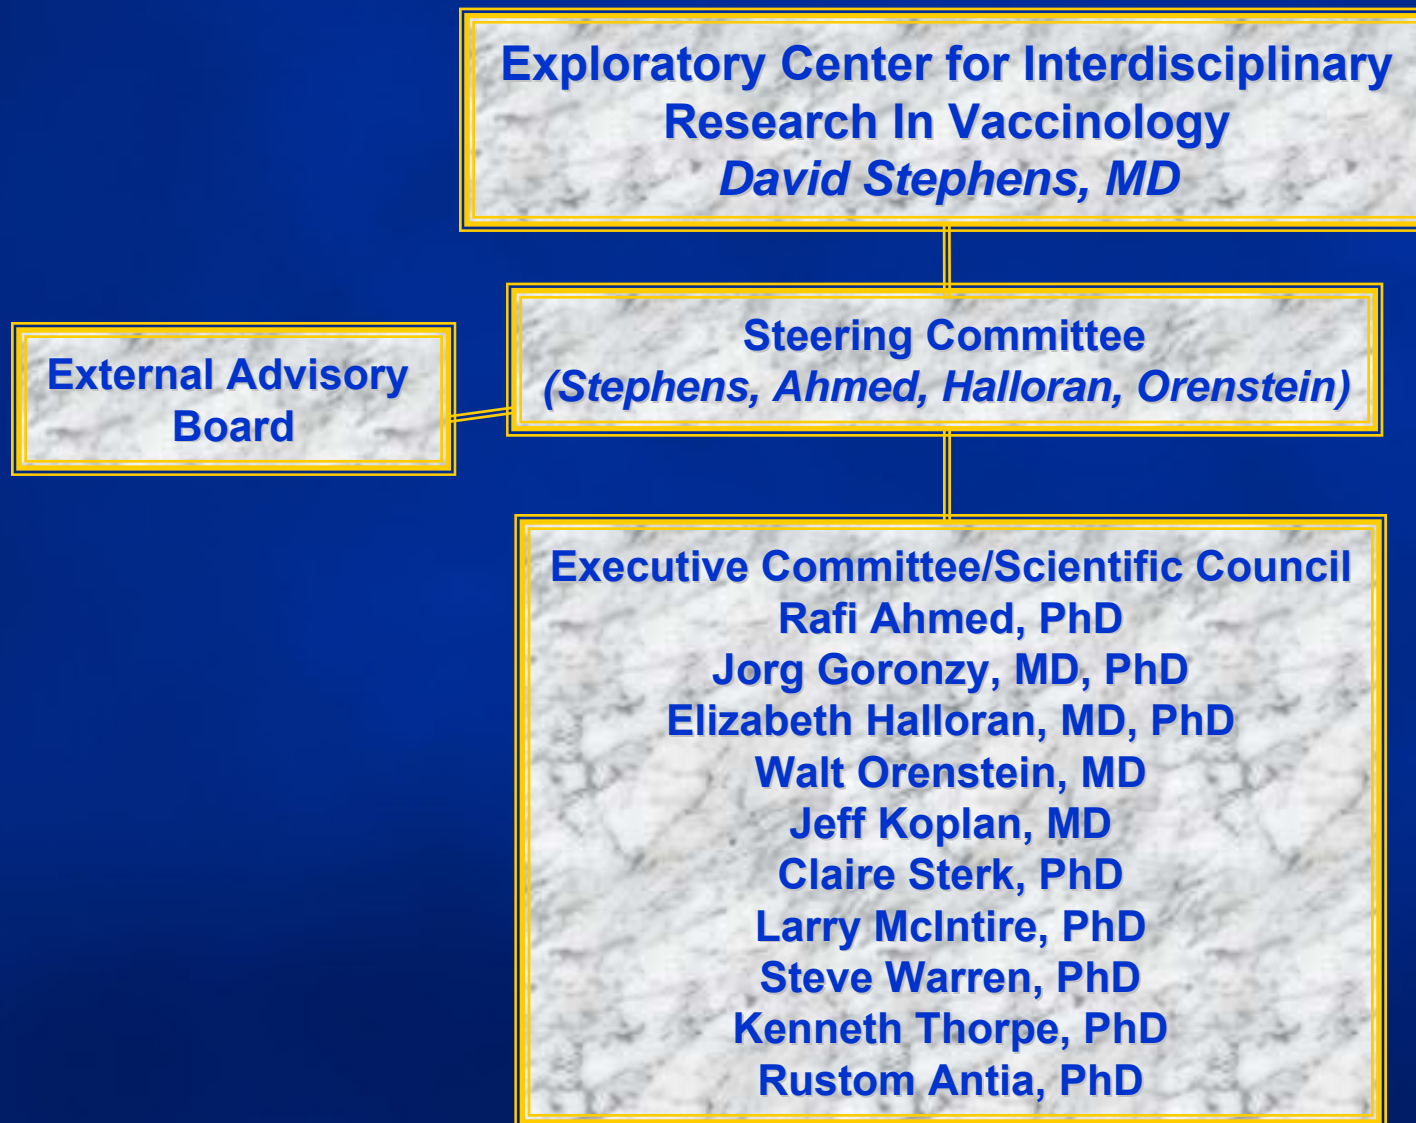 Exploratory Center for Interdisciplinary
Research In Vaccinology
David Stephens, MD
Steering Committee
(Stephens, Ahmed, Halloran, Orenstein)
External Advisory
Board
Executive Committee/Scientific Council
Rafi Ahmed, PhD
Jorg Goronzy, MD, PhD
Elizabeth Halloran, MD, PhD
Walt Orenstein, MD
Jeff Koplan, MD
Claire Sterk, PhD
Larry McIntire, PhD
Steve Warren, PhD
Kenneth Thorpe, PhD
Rustom Antia, PhD